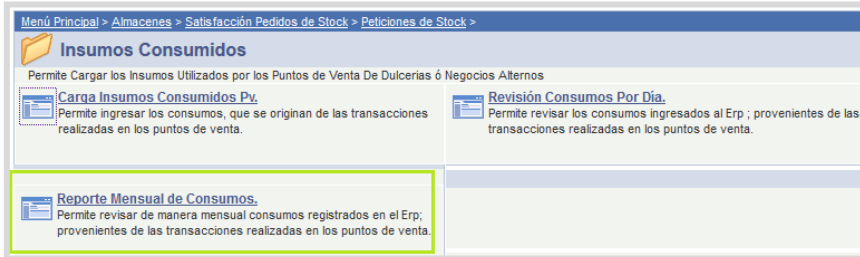 Menú Principal > Almacenes > Satisfacción Pedidos de Stock > Peticiones de Stock >
Insumos Consumidos
Permite Cargar los Insumos Utilizados por los Puntos de Venta De Dulcerias ó Negocios Alternos
Carga Insumos Consumidos Pv.
Permite ingresar los consumos, que se originan de las transacciones
realizadas en los puntos de venta.
Revisión Consumos Por Día.
Permite revisar los consumos ingresados al Erp ; provenientes de las
transacciones realizadas en los puntos de venta.
Reporte Mensual de Consumos.
Permite revisar de manera mensual consumos registrados en el Erp;
provenientes de las transacciones realizadas en los puntos de venta.